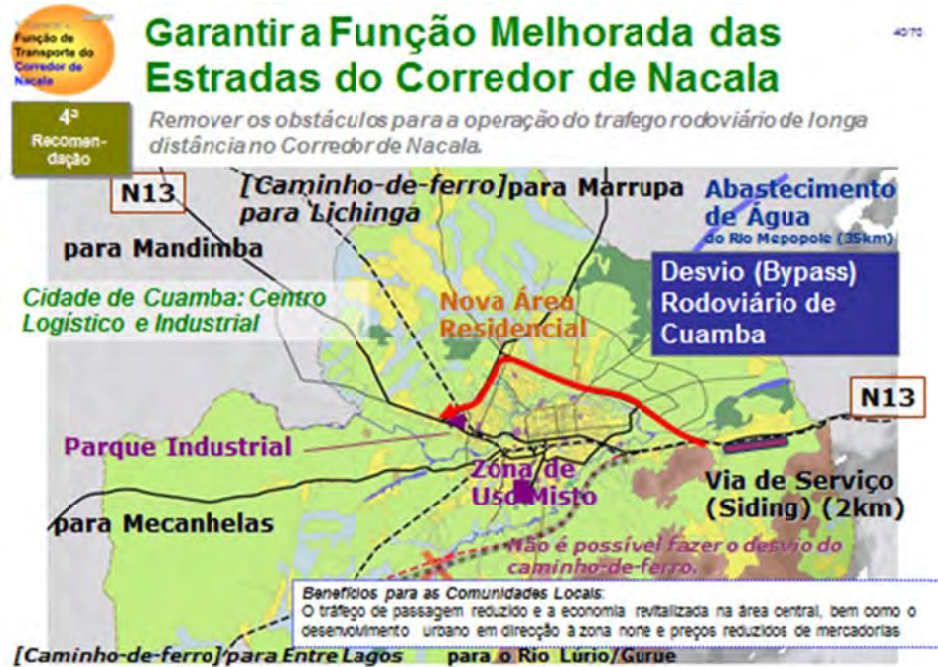 Função de
Transporte do
Corredor de
Nacala
Garantir a Função Melhorada das
Estradas do Corredor de Nacala
40/70
4ª
Recomen-
dação
Remover os obstáculos para a operação do trafego rodoviário de longa
distância no Corredor de Nacala.
N13
[Caminho-de-ferro]
para Lichinga
para Marrupa
Abastecimento
de Água
do Rio Mepopole (35km)
para Mandimba
Desvio (Bypass)
Rodoviário de
Cuamba
Cidade de Cuamba: Centro
Logístico e Industrial
Nova Área
Residencial
N13
Parque Industrial
Zona de
Uso Misto
Via de Serviço
(Siding) (2km)
para Mecanhelas
Não é possível fazer o desvio do
caminho-de-ferro.
Benefícios para as Comunidades Locais:
O tráfego de passagem reduzido e a economia revitalizada na área central, bem como o
desenvolvimento urbano em direcção à zona norte e preços reduzidos de mercadorias
[Caminho-de-ferro] para Entre Lagos
para o Rio Lúrio/Gurue